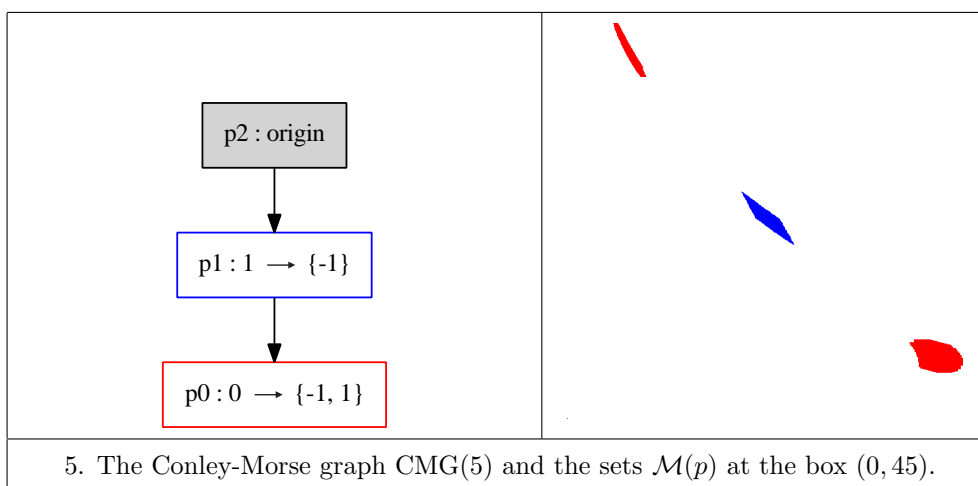 p2 : origin
p1 : 1 → {-1}
p0 : 0 → {-1, 1}
5. The Conley-Morse graph CMG(5) and the sets ℳ(p) at the box (0, 45).